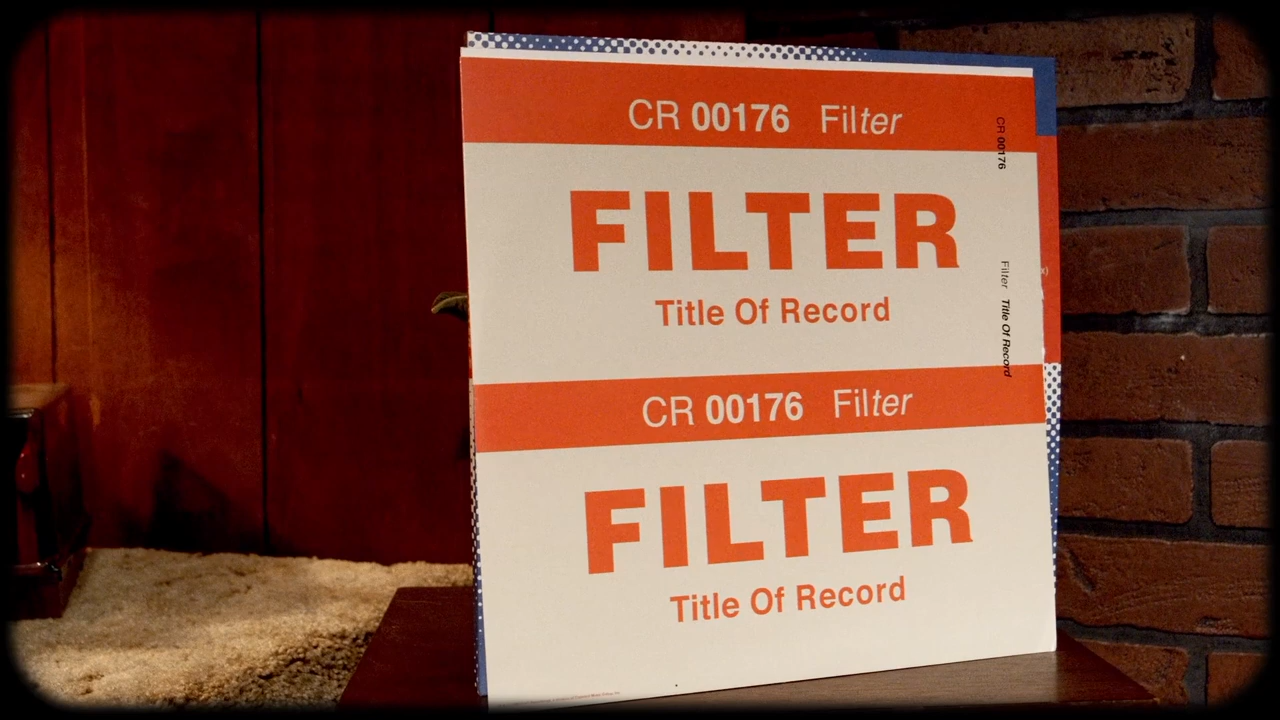 CR 00176 Filter
FILTER
Title Of Record
CR 00176 Filter
FILTER
Title Of Record
CR 00176
Filter Title Of Record